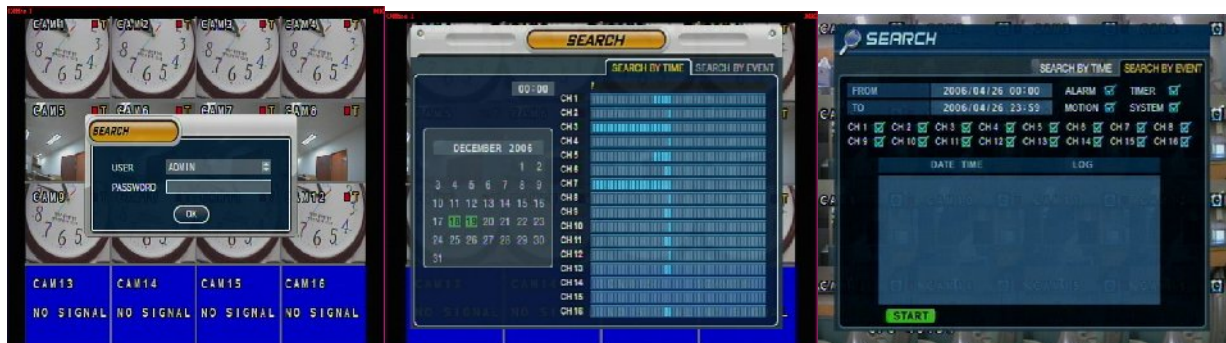 CAM1 CAM2 CAM3 CAM4
CAM5 CAM6 CAM7 CAM8
SEARCH
USER ADMIN
PASSWORD
OK
CAM9 CAM12
CAM13 CAM14 CAM15 CAM16
NO SIGNAL NO SIGNAL NO SIGNAL NO SIGNAL
SEARCH
SEARCH BY TIME SEARCH BY EVENT
00:00
CH 1
CH 2
CH 3
CH 4
CH 5
CH 6
CH 7
CH 8
CH 9
CH 10
CH 11
CH 12
CH 13
CH 14
CH 15
CH 16
DECEMBER 2006
1 2
3 4 5 6 7 8 9
10 11 12 13 14 15 16
17 18 19 20 21 22 23
24 25 26 27 28 29 30
31
SEARCH
SEARCH BY TIME SEARCH BY EVENT
FROM 2006/04/26 00:00 ALARM TIMER
TO 2006/04/26 23:59 MOTION SYSTEM
CH 1 CH 2 CH 3 CH 4 CH 5 CH 6 CH 7 CH 8
CH 9 CH 10 CH 11 CH 12 CH 13 CH 14 CH 15 CH 16
DATE TIME LOG
START